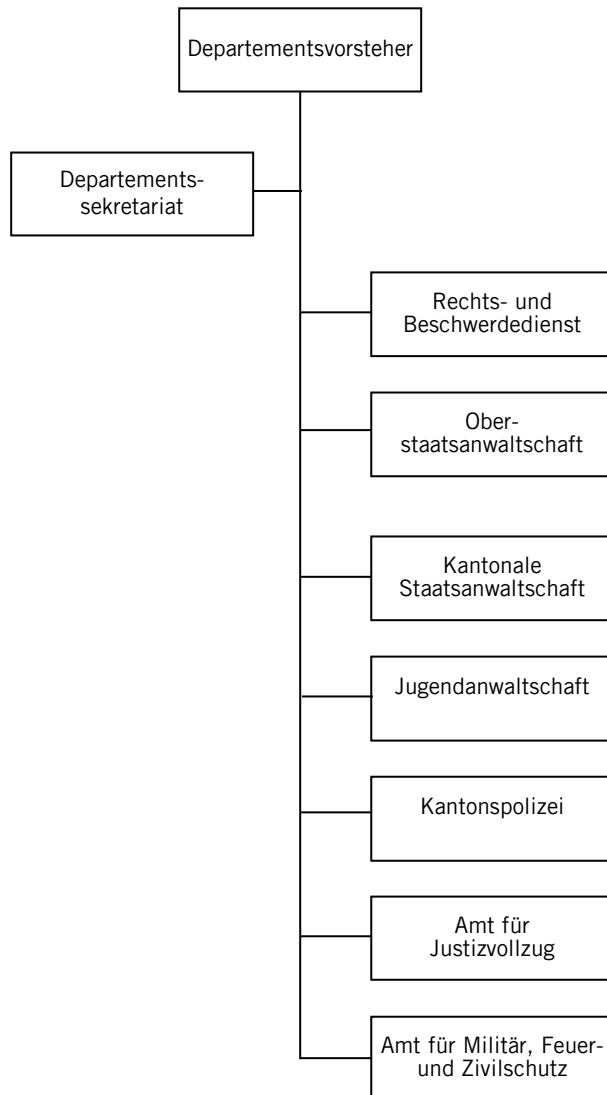 Departementsvorsteher
Departements-
sekretariat
Rechts- und
Beschwerdedienst
Ober-
staatsanwaltschaft
Kantonale
Staatsanwaltschaft
Jugendanwaltschaft
Kantonspolizei
Amt für
Justizvollzug
Amt für Militär, Feuer-
und Zivilschutz